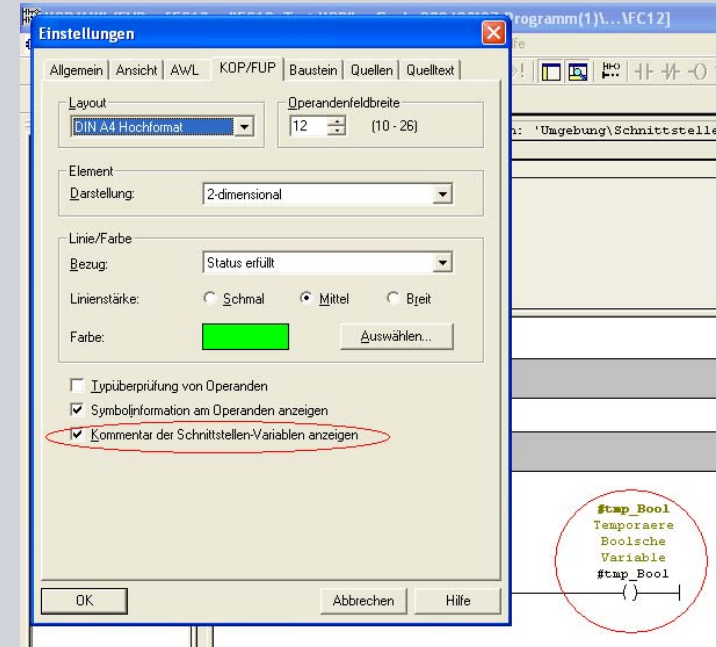 Programm(1)\...\FC12]
Einstellungen
Allgemein Ansicht AWL KOP/FUP Baustein Quellen Quelltext
Layout
DIN A4 Hochformat
Operandenfeldbreite
12 (10 - 26)
n: 'Umgebung\Schnittstelle
Element
Darstellung: 2-dimensional
Linie/Farbe
Bezug: Status erfüllt
Linienstärke: Schmal Mittel Breit
Farbe: Auswählen...
Typüberprüfung von Operanden
Symbolinformation am Operanden anzeigen
Kommentar der Schnittstellen-Variablen anzeigen
#tmp_Bool
Temporaere
Boolsche
Variable
#tmp_Bool
OK Abbrechen Hilfe